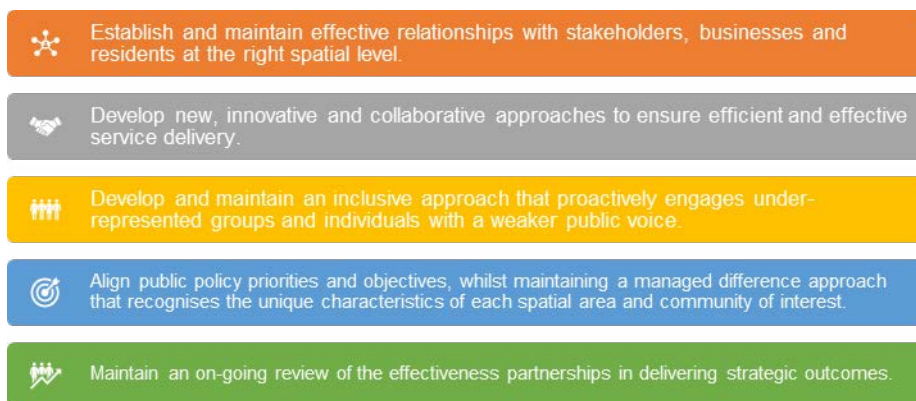 Establish and maintain effective relationships with stakeholders, businesses and
residents at the right spatial level.
Develop new, innovative and collaborative approaches to ensure efficient and effective
service delivery.
Develop and maintain an inclusive approach that proactively engages under-
represented groups and individuals with a weaker public voice.
Align public policy priorities and objectives, whilst maintaining a managed difference approach
that recognises the unique characteristics of each spatial area and community of interest.
Maintain an on-going review of the effectiveness partnerships in delivering strategic outcomes.